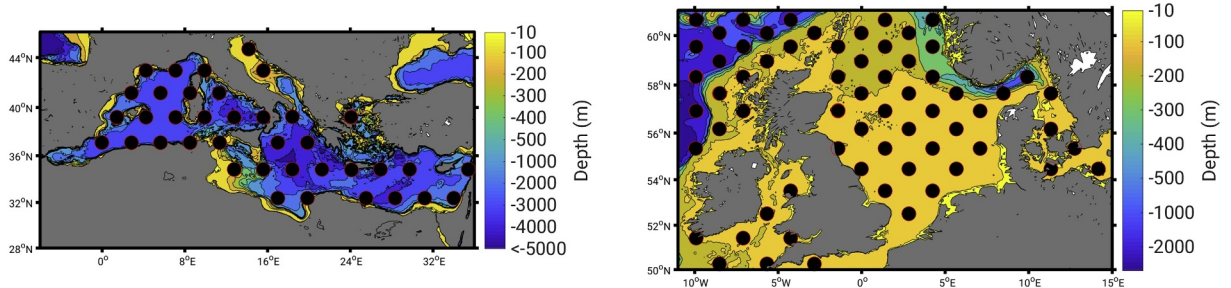 44°N
40°N
36°N
32°N
28°N
0°
8°E
16°E
24°E
32°E
-10
-100
-200
-300
-400
-500
-1000
-2000
-3000
-4000
<-5000
Depth (m)
60°N
58°N
56°N
54°N
52°N
50°N
10°W
5°W
0°
5°E
10°E
15°E
-10
-100
-200
-300
-400
-500
-1000
-2000
Depth (m)